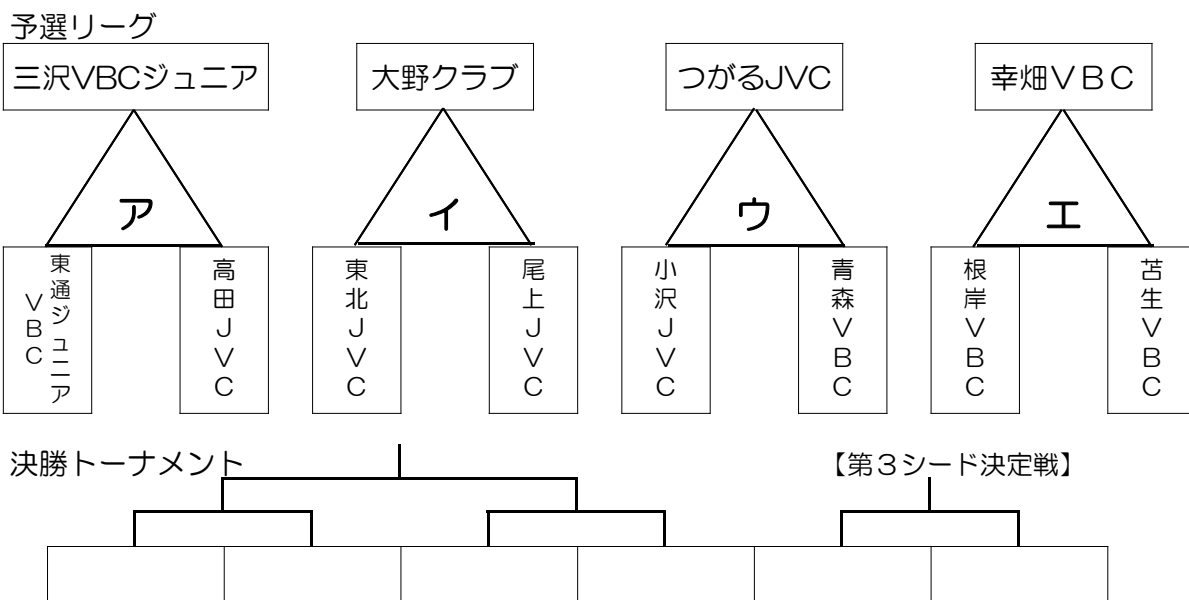 予選リーグ
三沢VBCジュニア
大野クラブ
つがるJVC
幸畑ＶＢＣ
ア
イ
ウ
エ
東通ジュニア
ＶＢＣ
高田ＪＶＣ
東北ＪＶＣ
尾上ＪＶＣ
小沢ＪＶＣ
青森ＶＢＣ
根岸ＶＢＣ
苫生ＶＢＣ
決勝トーナメント
【第３シード決定戦】